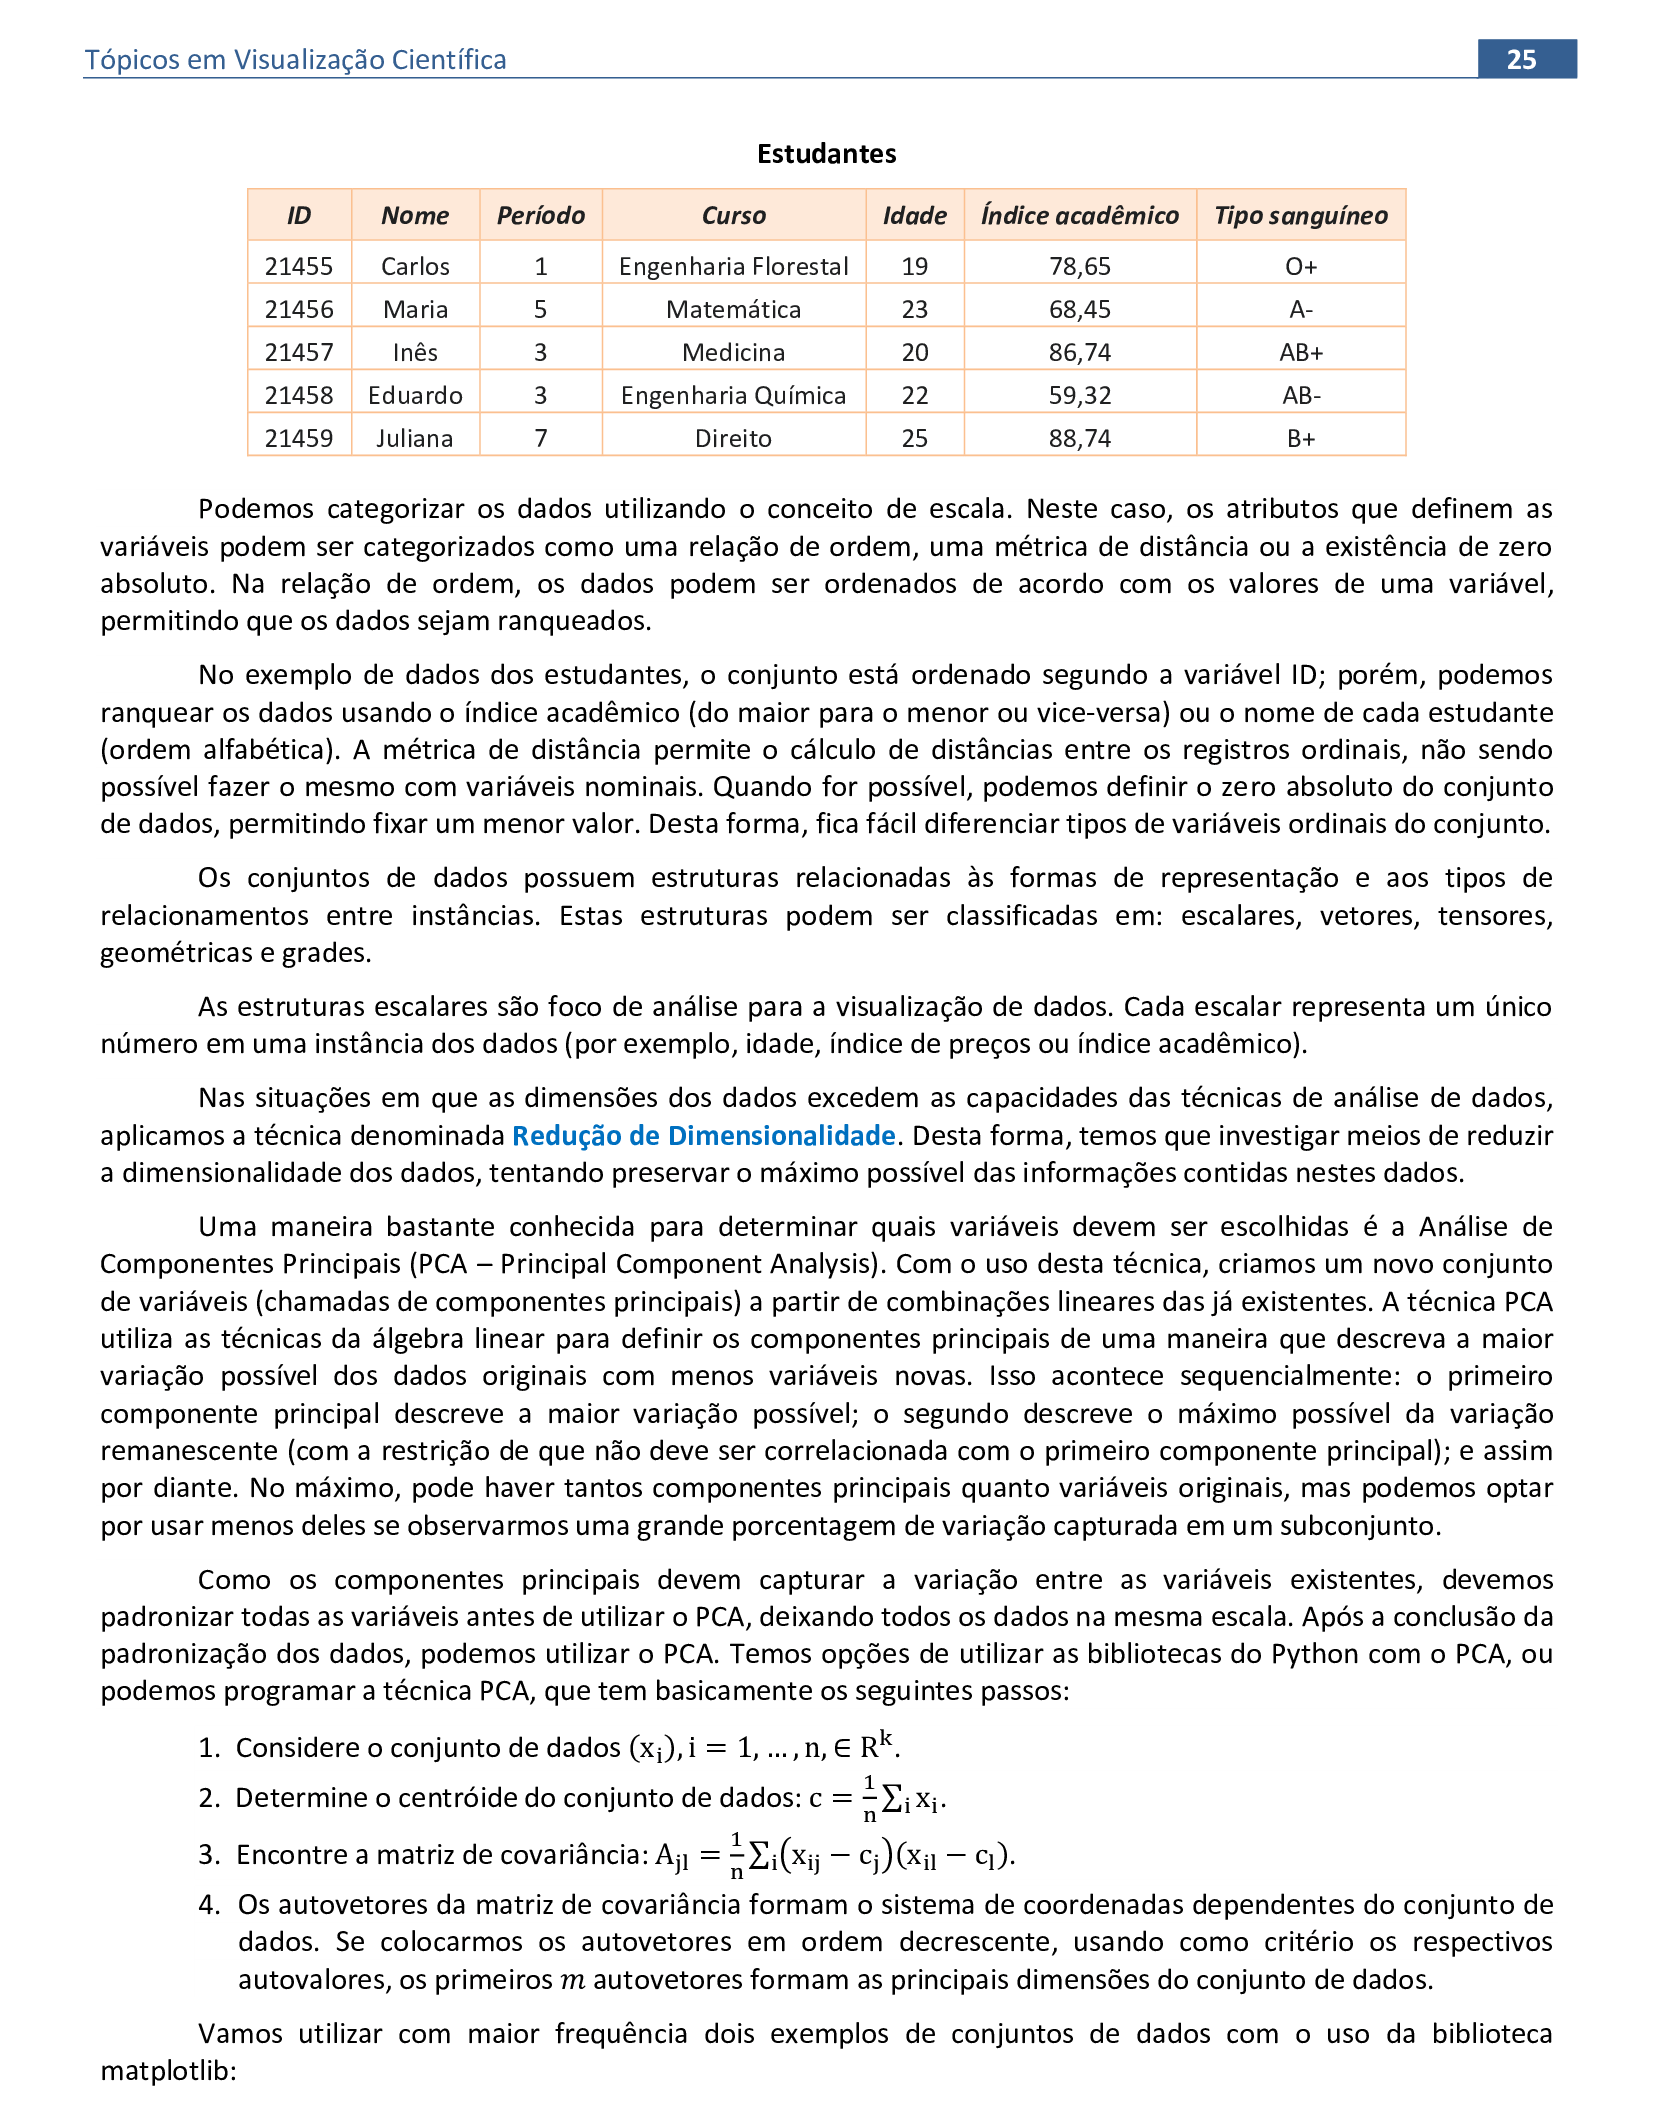 Tópicos em Visualização Científica 25
Estudantes
ID Nome Período Curso Idade Índice acadêmico Tipo sanguíneo
21455 Carlos 1 Engenharia Florestal 19 78,65 O+
21456 Maria 5 Matemática 23 68,45 A-
21457 Inês 3 Medicina 20 86,74 AB+
21458 Eduardo 3 Engenharia Química 22 59,32 AB-
21459 Juliana 7 Direito 25 88,74 B+
Podemos categorizar os dados utilizando o conceito de escala. Neste caso, os atributos que definem as
variáveis podem ser categorizados como uma relação de ordem, uma métrica de distância ou a existência de zero
absoluto. Na relação de ordem, os dados podem ser ordenados de acordo com os valores de uma variável,
permitindo que os dados sejam ranqueados.
No exemplo de dados dos estudantes, o conjunto está ordenado segundo a variável ID; porém, podemos
ranquear os dados usando o índice acadêmico (do maior para o menor ou vice-versa) ou o nome de cada estudante
(ordem alfabética). A métrica de distância permite o cálculo de distâncias entre os registros ordinais, não sendo
possível fazer o mesmo com variáveis nominais. Quando for possível, podemos definir o zero absoluto do conjunto
de dados, permitindo fixar um menor valor. Desta forma, fica fácil diferenciar tipos de variáveis ordinais do conjunto.
Os conjuntos de dados possuem estruturas relacionadas às formas de representação e aos tipos de
relacionamentos entre instâncias. Estas estruturas podem ser classificadas em: escalares, vetores, tensores,
geométricas e grades.
As estruturas escalares são foco de análise para a visualização de dados. Cada escalar representa um único
número em uma instância dos dados (por exemplo, idade, índice de preços ou índice acadêmico).
Nas situações em que as dimensões dos dados excedem as capacidades das técnicas de análise de dados,
aplicamos a técnica denominada Redução de Dimensionalidade. Desta forma, temos que investigar meios de reduzir
a dimensionalidade dos dados, tentando preservar o máximo possível das informações contidas nestes dados.
Uma maneira bastante conhecida para determinar quais variáveis devem ser escolhidas é a Análise de
Componentes Principais (PCA – Principal Component Analysis). Com o uso desta técnica, criamos um novo conjunto
de variáveis (chamadas de componentes principais) a partir de combinações lineares das já existentes. A técnica PCA
utiliza as técnicas da álgebra linear para definir os componentes principais de uma maneira que descreva a maior
variação possível dos dados originais com menos variáveis novas. Isso acontece sequencialmente: o primeiro
componente principal descreve a maior variação possível; o segundo descreve o máximo possível da variação
remanescente (com a restrição de que não deve ser correlacionada com o primeiro componente principal); e assim
por diante. No máximo, pode haver tantos componentes principais quanto variáveis originais, mas podemos optar
por usar menos deles se observarmos uma grande porcentagem de variação capturada em um subconjunto.
Como os componentes principais devem capturar a variação entre as variáveis existentes, devemos
padronizar todas as variáveis antes de utilizar o PCA, deixando todos os dados na mesma escala. Após a conclusão da
padronização dos dados, podemos utilizar o PCA. Temos opções de utilizar as bibliotecas do Python com o PCA, ou
podemos programar a técnica PCA, que tem basicamente os seguintes passos:
1. Considere o conjunto de dados (xᵢ), i = 1, … , n, ∈ Rᵏ.
2. Determine o centróide do conjunto de dados: c = 1/n ∑ᵢ xᵢ.
3. Encontre a matriz de covariância: Aⱼₗ = 1/n ∑ᵢ(xᵢⱼ − cⱼ)(xᵢₗ − cₗ).
4. Os autovetores da matriz de covariância formam o sistema de coordenadas dependentes do conjunto de
dados. Se colocarmos os autovetores em ordem decrescente, usando como critério os respectivos
autovalores, os primeiros m autovetores formam as principais dimensões do conjunto de dados.
Vamos utilizar com maior frequência dois exemplos de conjuntos de dados com o uso da biblioteca
matplotlib: